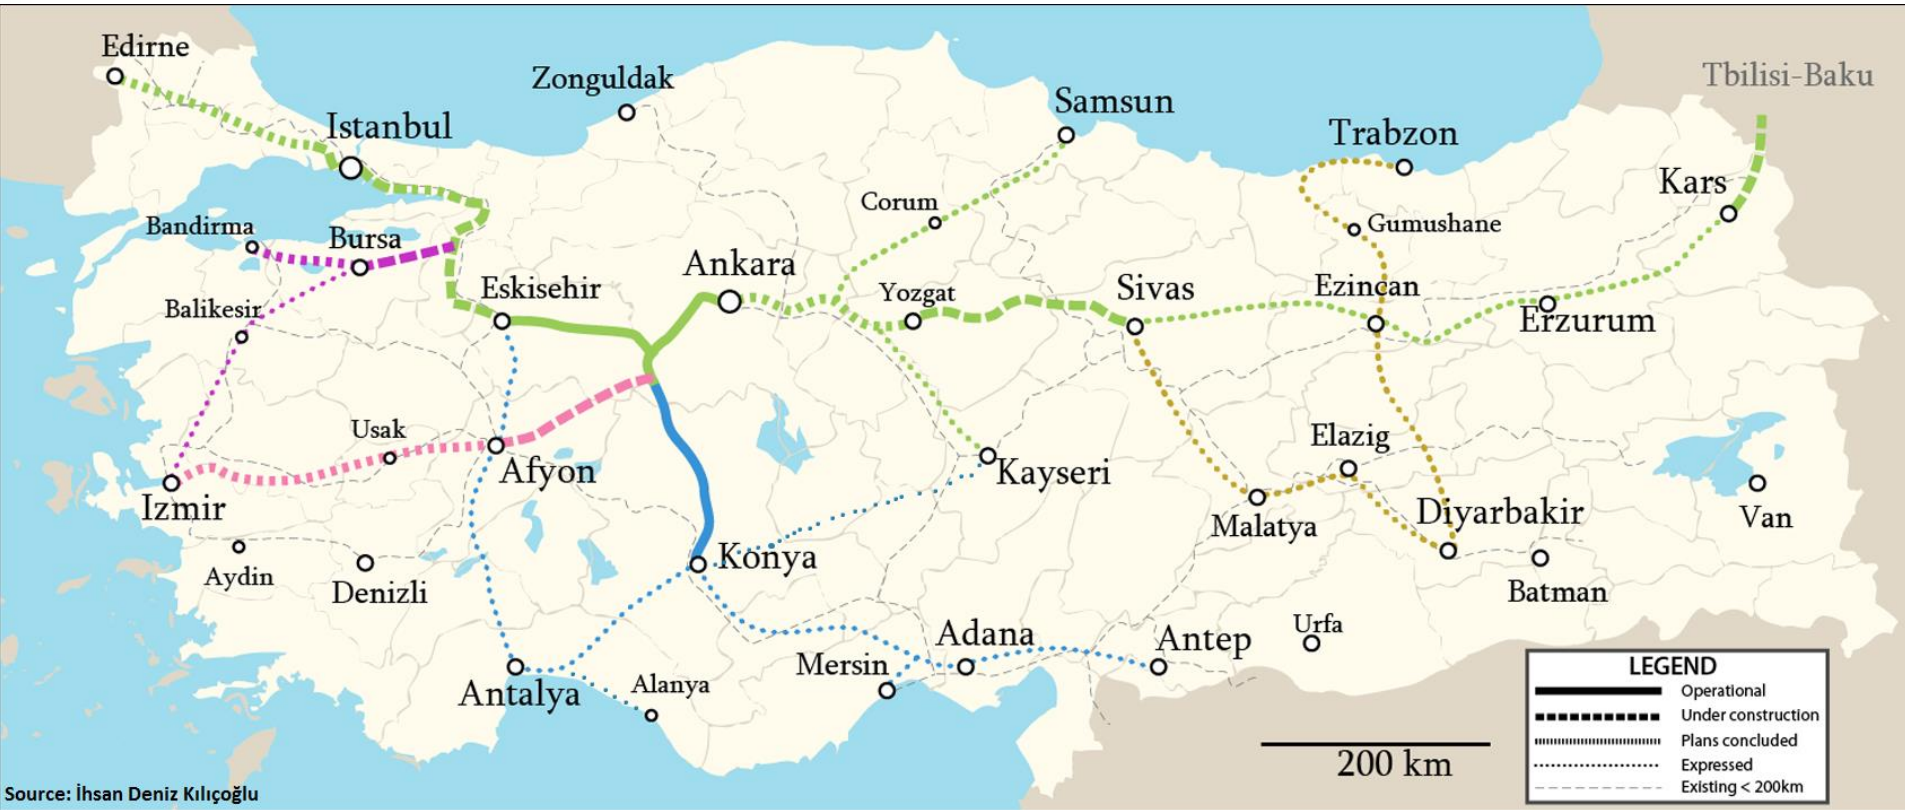 Edirne
Tbilisi-Baku
Zonguldak
Samsun
Istanbul
Trabzon
Kars
Corum
Bandirma
Gumushane
Bursa
Ankara
Eskisehir
Yozgat
Sivas
Ezincan
Balikesir
Erzurum
Usak
Elazig
Afyon
Kayseri
Izmir
Diyarbakir
Malatya
Van
Konya
Aydin
Denizli
Batman
Urfa
Adana
Antep
Mersin
Antalya
Alanya
LEGEND
Operational
Under construction
Plans concluded
Expressed
Existing < 200km
200 km
Source: İhsan Deniz Kılıçoğlu